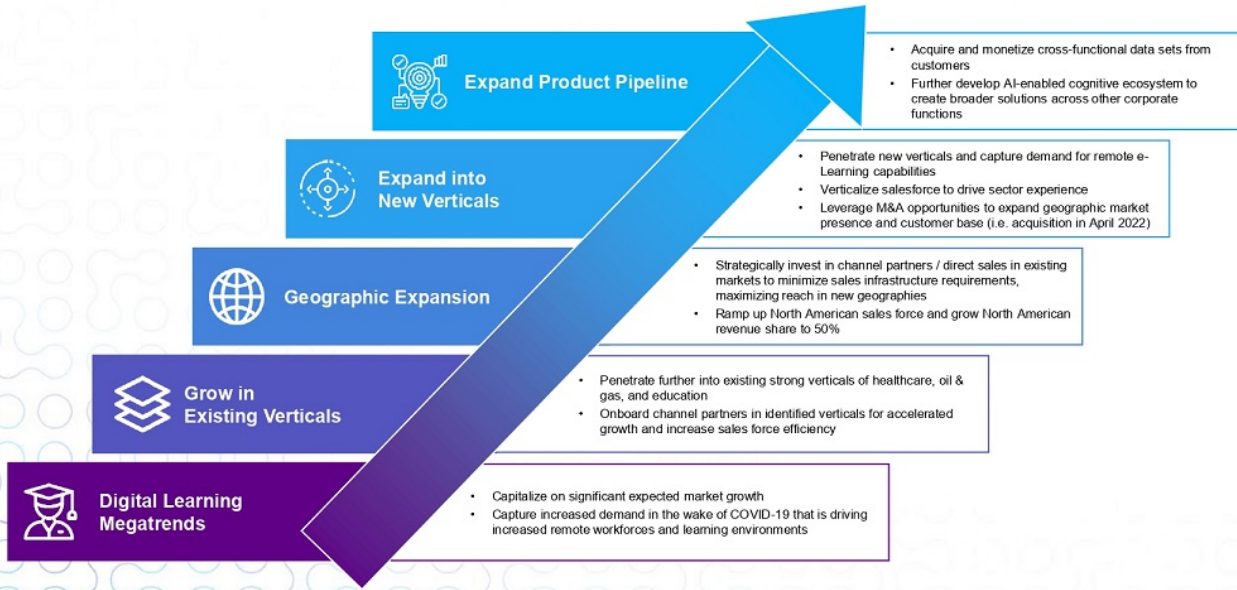 Expand Product Pipeline
• Acquire and monetize cross-functional data sets from
customers
• Further develop AI-enabled cognitive ecosystem to
create broader solutions across other corporate
functions
Expand into
New Verticals
• Penetrate new verticals and capture demand for remote e-
Learning capabilities
• Verticalize salesforce to drive sector experience
• Leverage M&A opportunities to expand geographic market
presence and customer base (i.e. acquisition in April 2022)
Geographic Expansion
• Strategically invest in channel partners / direct sales in existing
markets to minimize sales infrastructure requirements,
maximizing reach in new geographies
• Ramp up North American sales force and grow North American
revenue share to 50%
Grow in
Existing Verticals
• Penetrate further into existing strong verticals of healthcare, oil &
gas, and education
• Onboard channel partners in identified verticals for accelerated
growth and increase sales force efficiency
Digital Learning
Megatrends
• Capitalize on significant expected market growth
• Capture increased demand in the wake of COVID-19 that is driving
increased remote workforces and learning environments